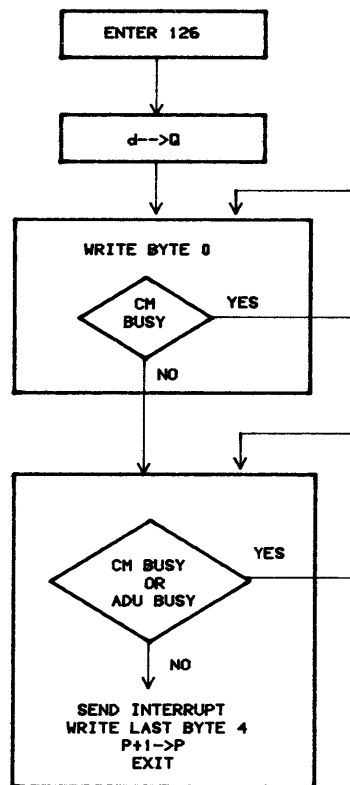 ENTER 126
d-->Q
WRITE BYTE 0
CM
BUSY
YES
NO
CM BUSY
OR
ADU BUSY
YES
NO
SEND INTERRUPT
WRITE LAST BYTE 4
P+1->P
EXIT